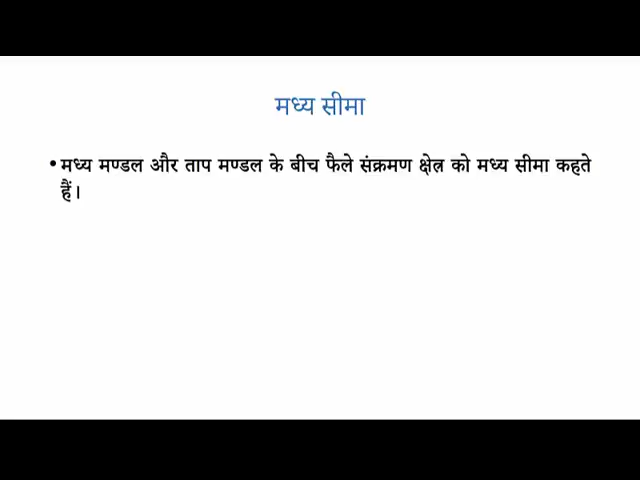 मध्य सीमा
• मध्य मण्डल और ताप मण्डल के बीच फैले संक्रमण क्षेत्र को मध्य सीमा कहते
हैं।